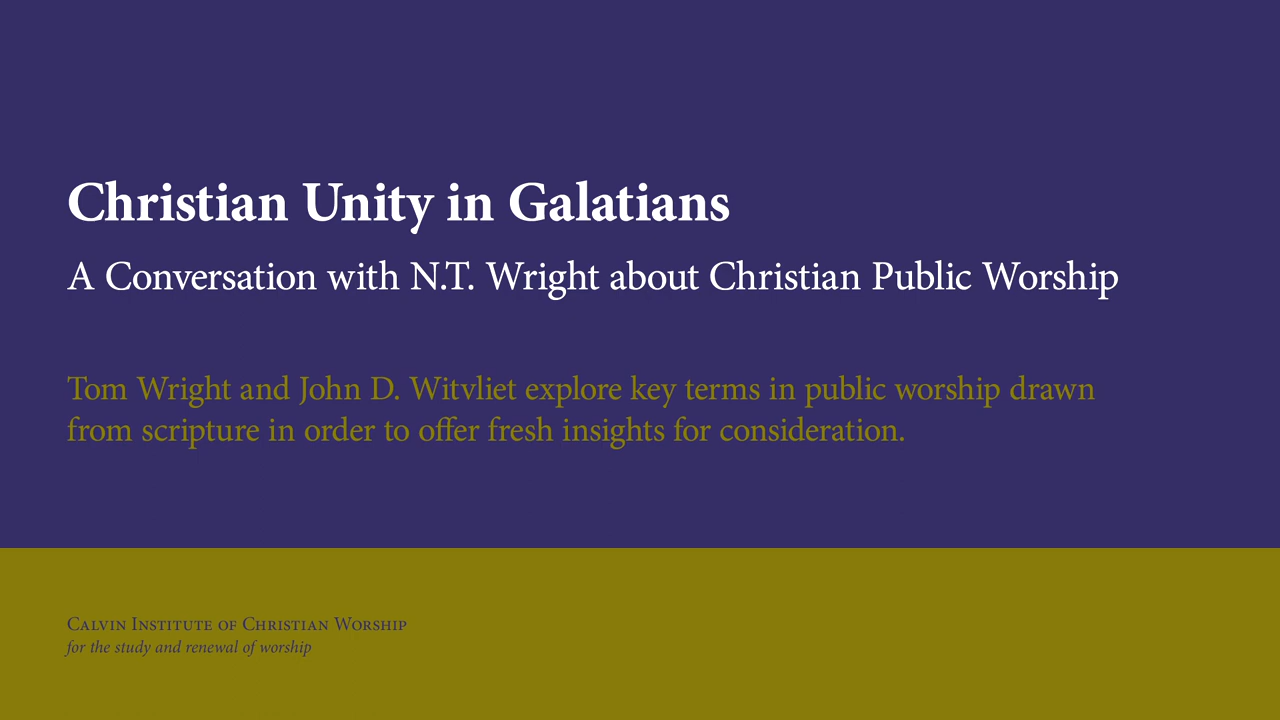 Christian Unity in Galatians
A Conversation with N.T. Wright about Christian Public Worship
Tom Wright and John D. Witvliet explore key terms in public worship drawn
from scripture in order to offer fresh insights for consideration.
Calvin Institute of Christian Worship
for the study and renewal of worship